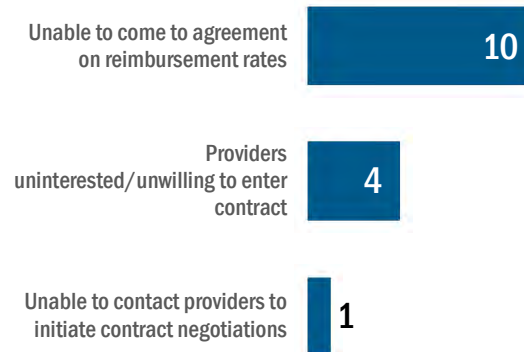 Unable to come to agreement
on reimbursement rates
10
Providers
uninterested/unwilling to enter
contract
4
Unable to contact providers to
initiate contract negotiations
1